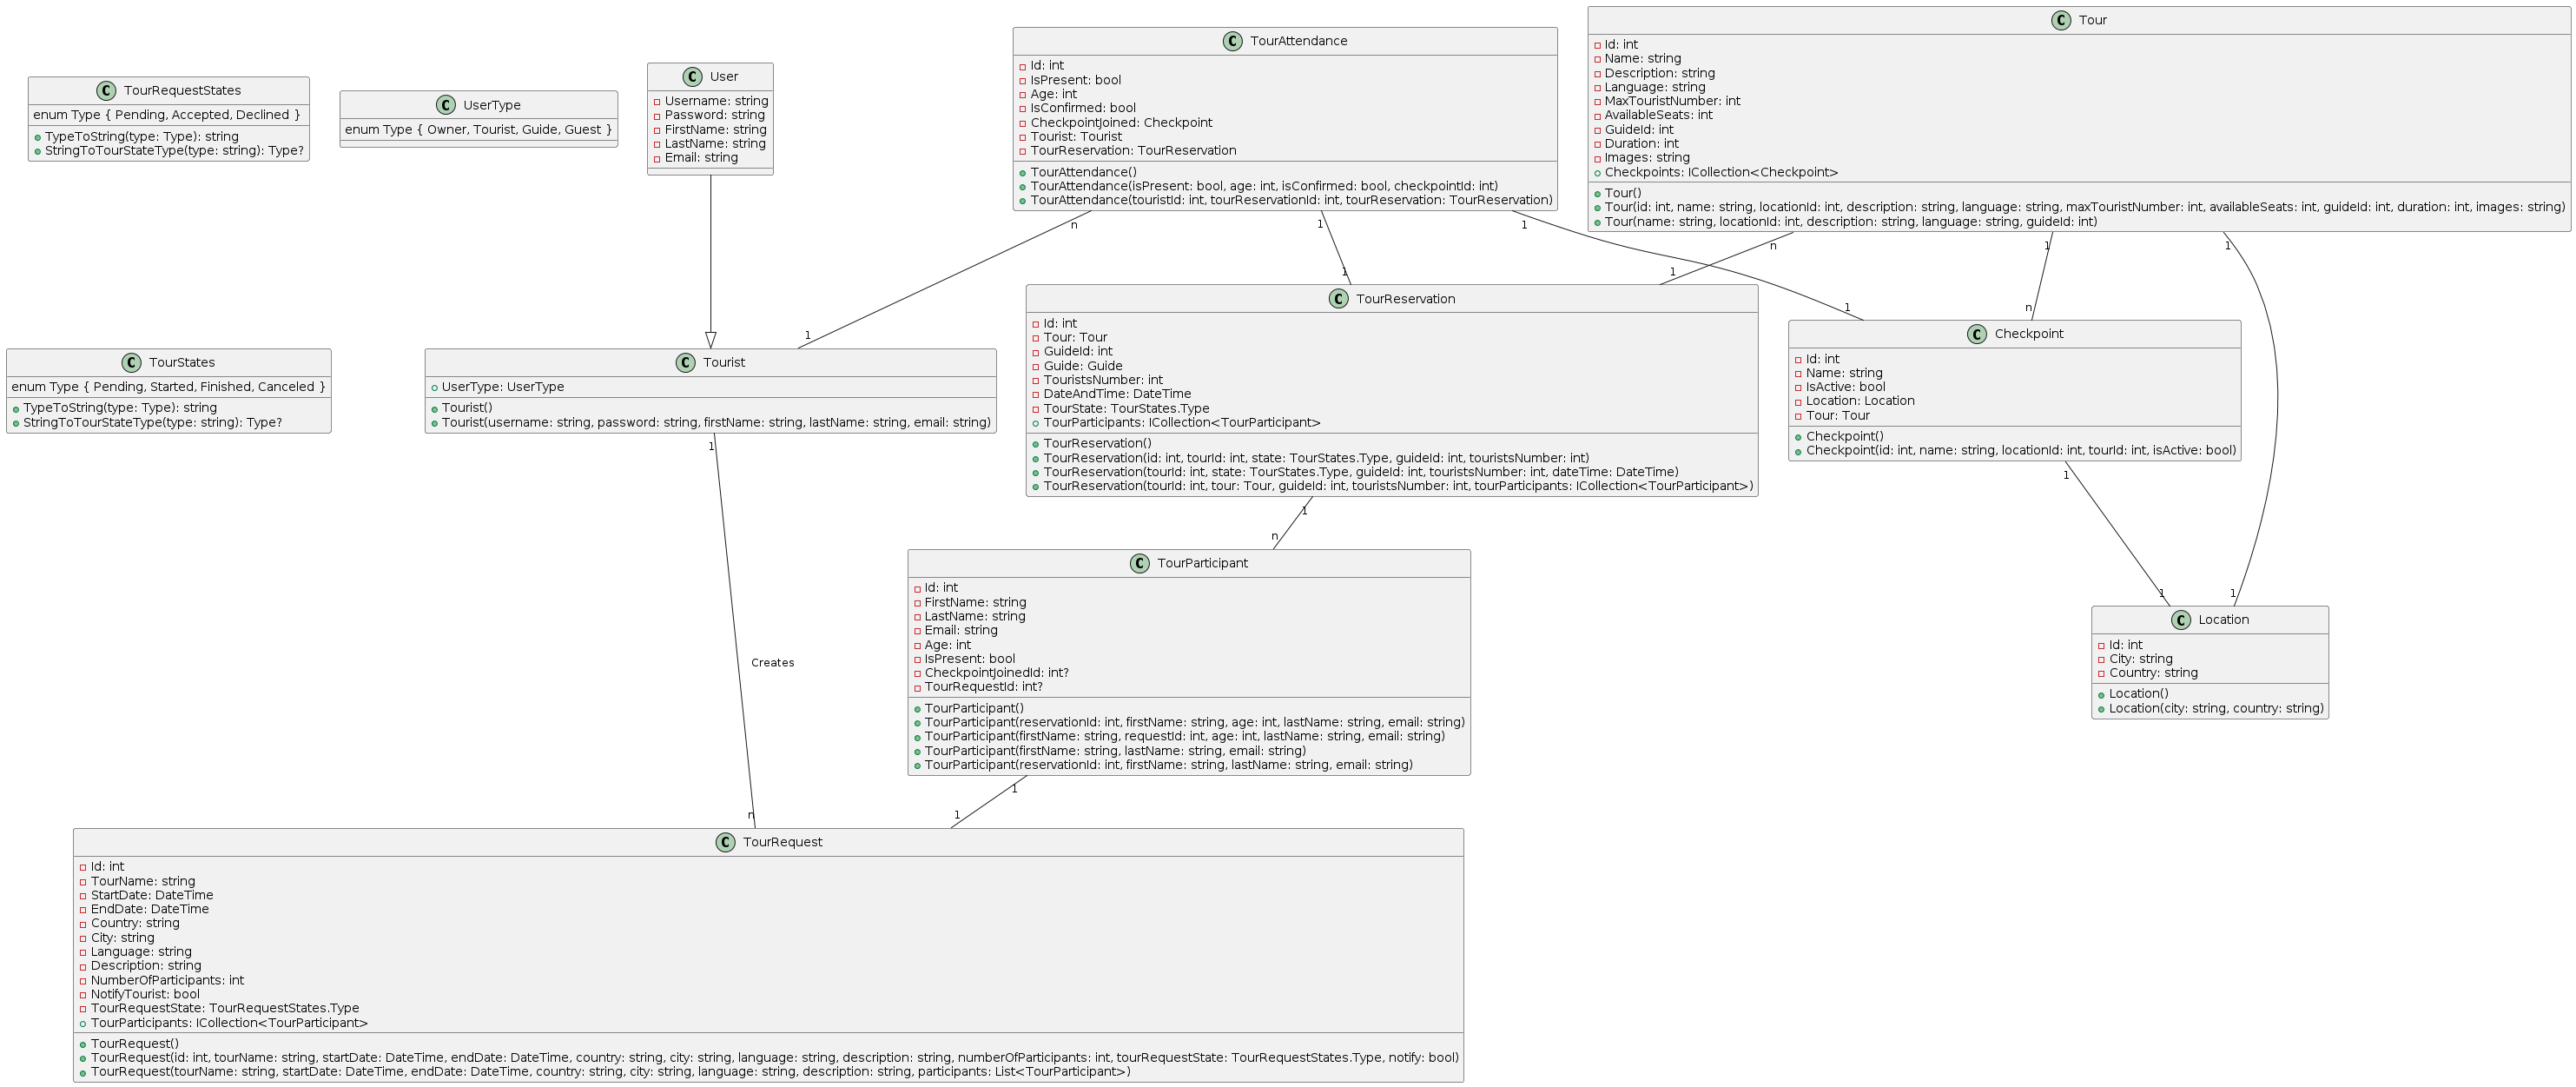 TourRequestStates
enum Type { Pending, Accepted, Declined }
TypeToString(type: Type): string
StringToTourStateType(type: string): Type?
UserType
enum Type { Owner, Tourist, Guide, Guest }
User
Username: string
Password: string
FirstName: string
LastName: string
Email: string
TourAttendance
Id: int
IsPresent: bool
Age: int
IsConfirmed: bool
CheckpointJoined: Checkpoint
Tourist: Tourist
TourReservation: TourReservation
TourAttendance()
TourAttendance(isPresent: bool, age: int, isConfirmed: bool, checkpointId: int)
TourAttendance(touristId: int, tourReservationId: int, tourReservation: TourReservation)
Tour
Id: int
Name: string
Description: string
Language: string
MaxTouristNumber: int
AvailableSeats: int
GuideId: int
Duration: int
Images: string
Checkpoints: ICollection<Checkpoint>
Tour()
Tour(id: int, name: string, locationId: int, description: string, language: string, maxTouristNumber: int, availableSeats: int, guideId: int, duration: int, images: string)
Tour(name: string, locationId: int, description: string, language: string, guideId: int)
n
1
1
n
1
1
1
1
1
n
1
TourStates
enum Type { Pending, Started, Finished, Canceled }
TypeToString(type: Type): string
StringToTourStateType(type: string): Type?
Tourist
UserType: UserType
Tourist()
Tourist(username: string, password: string, firstName: string, lastName: string, email: string)
TourReservation
Id: int
Tour: Tour
GuideId: int
Guide: Guide
TouristsNumber: int
DateAndTime: DateTime
TourState: TourStates.Type
TourParticipants: ICollection<TourParticipant>
TourReservation()
TourReservation(id: int, tourId: int, state: TourStates.Type, guideId: int, touristsNumber: int)
TourReservation(tourId: int, state: TourStates.Type, guideId: int, touristsNumber: int, dateTime: DateTime)
TourReservation(tourId: int, tour: Tour, guideId: int, touristsNumber: int, tourParticipants: ICollection<TourParticipant>)
Checkpoint
Id: int
Name: string
IsActive: bool
Location: Location
Tour: Tour
Checkpoint()
Checkpoint(id: int, name: string, locationId: int, tourId: int, isActive: bool)
1
1
1
n
1
1
Creates
TourParticipant
Id: int
FirstName: string
LastName: string
Email: string
Age: int
IsPresent: bool
CheckpointJoinedId: int?
TourRequestId: int?
TourParticipant()
TourParticipant(reservationId: int, firstName: string, age: int, lastName: string, email: string)
TourParticipant(firstName: string, requestId: int, age: int, lastName: string, email: string)
TourParticipant(firstName: string, lastName: string, email: string)
TourParticipant(reservationId: int, firstName: string, lastName: string, email: string)
Location
Id: int
City: string
Country: string
Location()
Location(city: string, country: string)
1
n
1
TourRequest
Id: int
TourName: string
StartDate: DateTime
EndDate: DateTime
Country: string
City: string
Language: string
Description: string
NumberOfParticipants: int
NotifyTourist: bool
TourRequestState: TourRequestStates.Type
TourParticipants: ICollection<TourParticipant>
TourRequest()
TourRequest(id: int, tourName: string, startDate: DateTime, endDate: DateTime, country: string, city: string, language: string, description: string, numberOfParticipants: int, tourRequestState: TourRequestStates.Type, notify: bool)
TourRequest(tourName: string, startDate: DateTime, endDate: DateTime, country: string, city: string, language: string, description: string, participants: List<TourParticipant>)